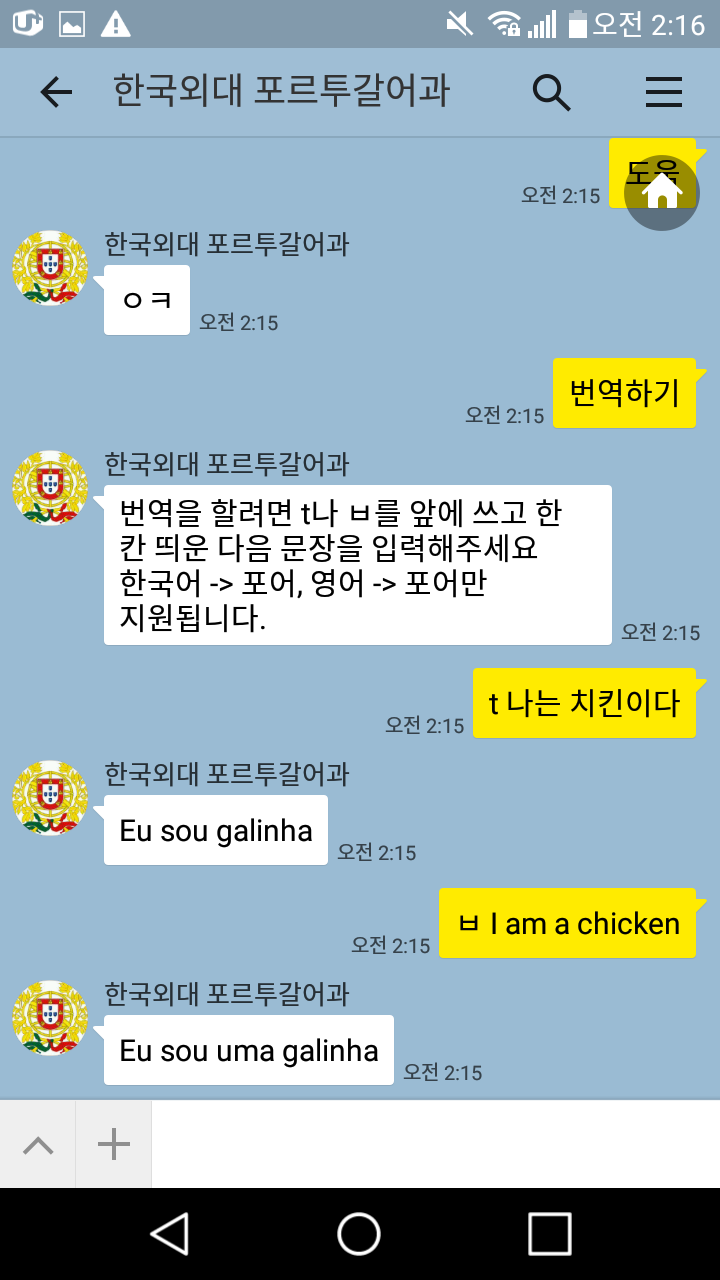 오전 2:16
한국외대 포르투갈어과
도움
오전 2:15
한국외대 포르투갈어과
ㅇㅋ
오전 2:15
번역하기
오전 2:15
한국외대 포르투갈어과
번역을 할려면 t나 ㅂ를 앞에 쓰고 한
칸 띄운 다음 문장을 입력해주세요
한국어 -> 포어, 영어 -> 포어만
지원됩니다.
오전 2:15
t 나는 치킨이다
오전 2:15
한국외대 포르투갈어과
Eu sou galinha
오전 2:15
ㅂ I am a chicken
오전 2:15
한국외대 포르투갈어과
Eu sou uma galinha
오전 2:15